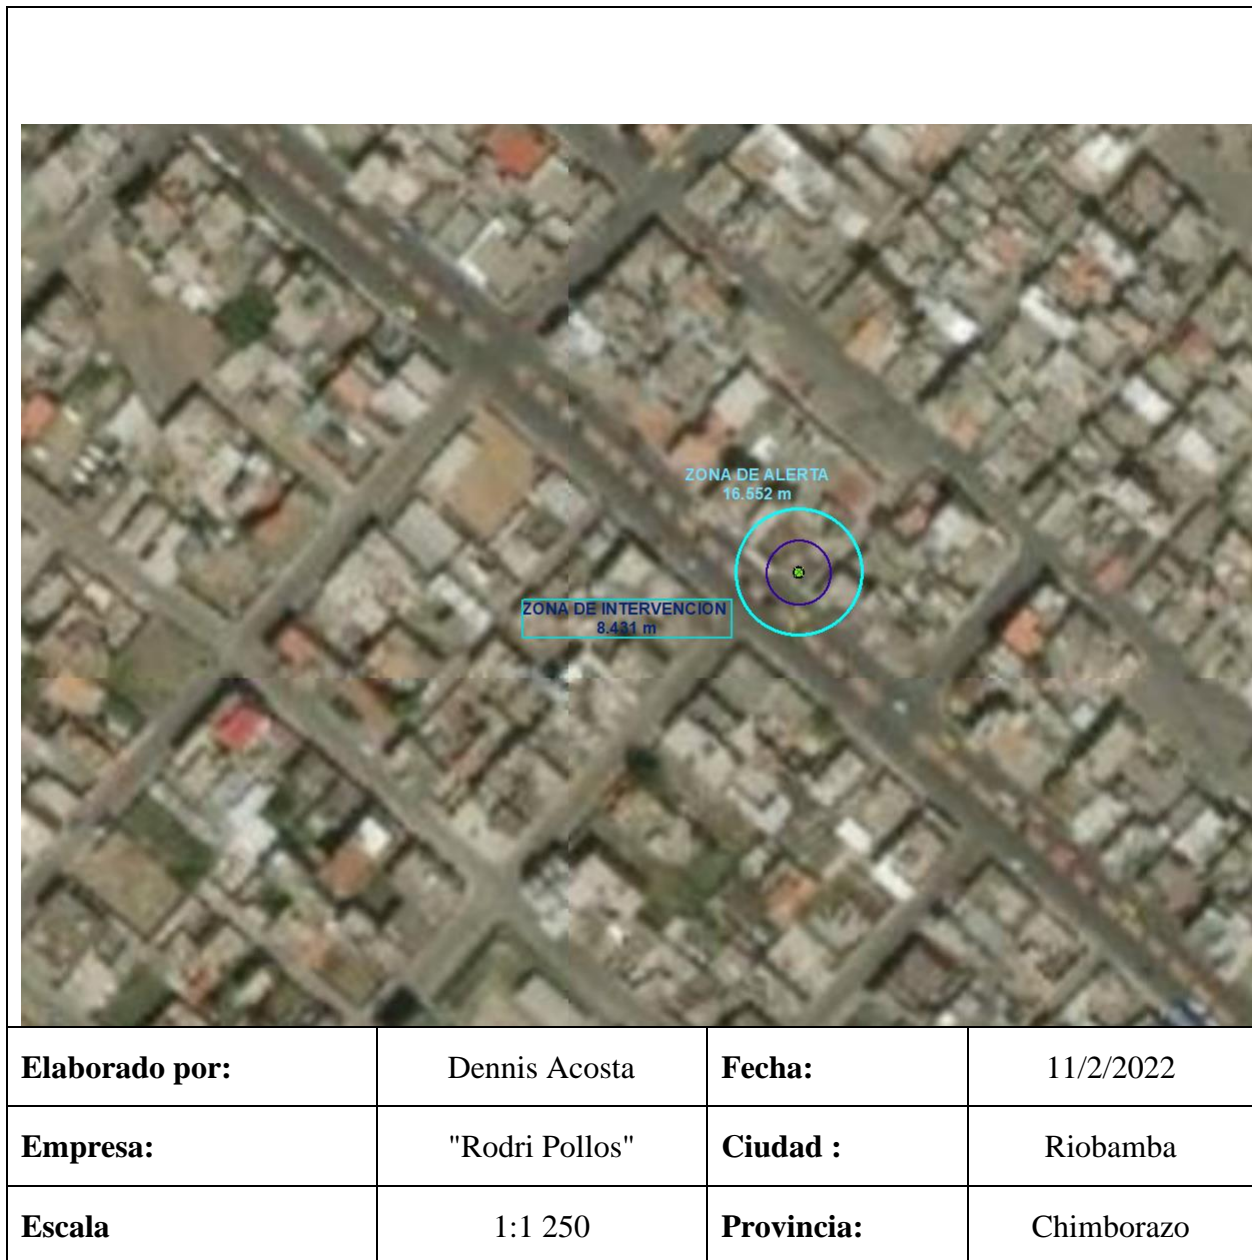 ZONA DE ALERTA
16.552 m
ZONA DE INTERVENCION
8.431 m
Elaborado por: Dennis Acosta Fecha: 11/2/2022
Empresa: "Rodri Pollos" Ciudad : Riobamba
Escala 1:1 250 Provincia: Chimborazo